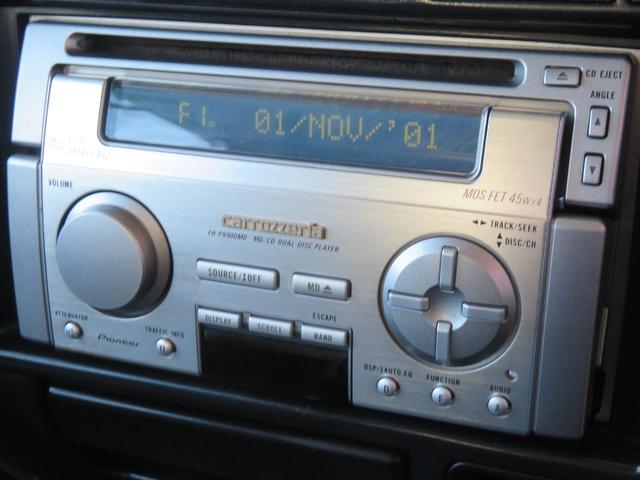 CD EJECT
ANGLE
F1. 01/NOV/'01
MOS FET 45W×4
VOLUME
carrozzeria
FH-P9900MD MD/CD DUAL DISC PLAYER
TRACK/SEEK
DISC/CH
SOURCE/OFF
MD
DISPLAY
SCROLL
ESCAPE
BAND
ATTENUATOR
Pioneer
TRAFFIC INFO
DSP/AUTO EQ
D
FUNCTION
F
AUDIO
A